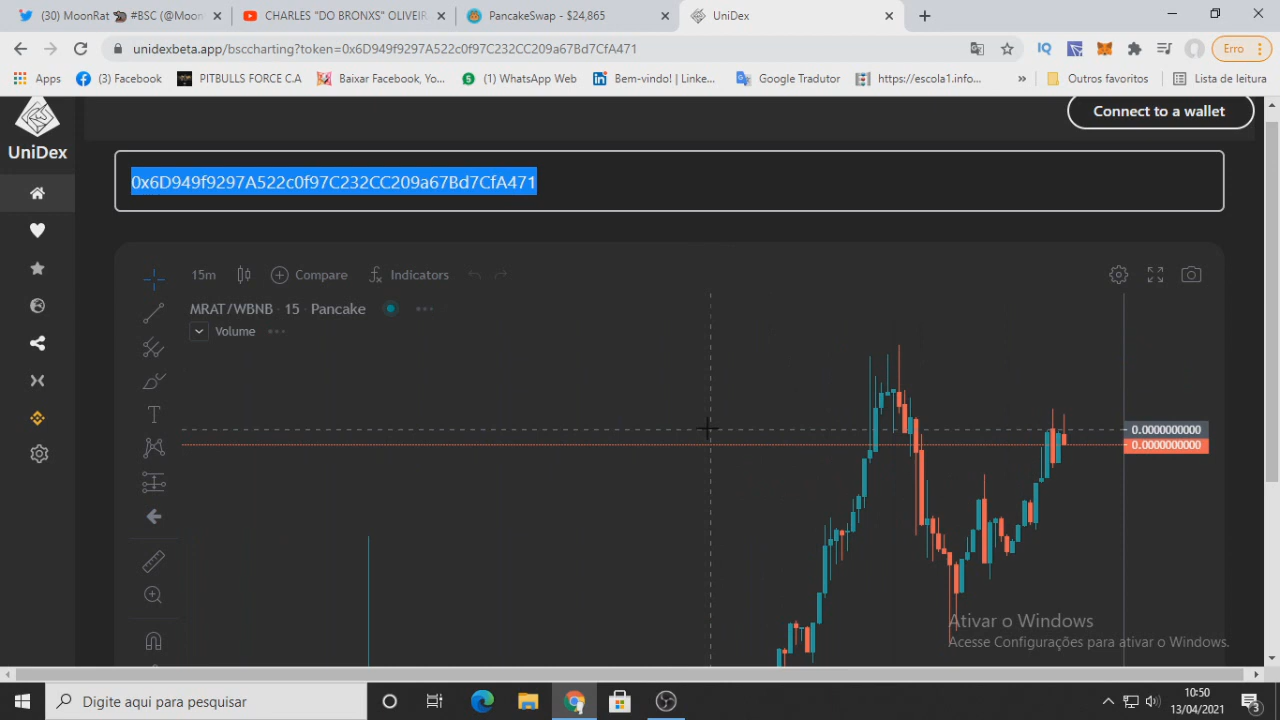 (30) MoonRat 🐀 #BSC (@Moon
CHARLES "DO BRONXS" OLIVEIR
PancakeSwap - $24,865
UniDex
unidexbeta.app/bsccharting?token=0x6D949f9297A522c0f97C232CC209a67Bd7CfA471
Erro
Apps
(3) Facebook
PITBULLS FORCE C.A
Baixar Facebook, Yo...
(1) WhatsApp Web
Bem-vindo! | Linke...
Google Tradutor
https://escola1.info...
»
Outros favoritos
Lista de leitura
UniDex
Connect to a wallet
0x6D949f9297A522c0f97C232CC209a67Bd7CfA471
15m
Compare
Indicators
MRAT/WBNB · 15 · Pancake
Volume
0.0000000000
0.0000000000
Ativar o Windows
Acesse Configurações para ativar o Windows.
Digite aqui para pesquisar
10:50
13/04/2021
3